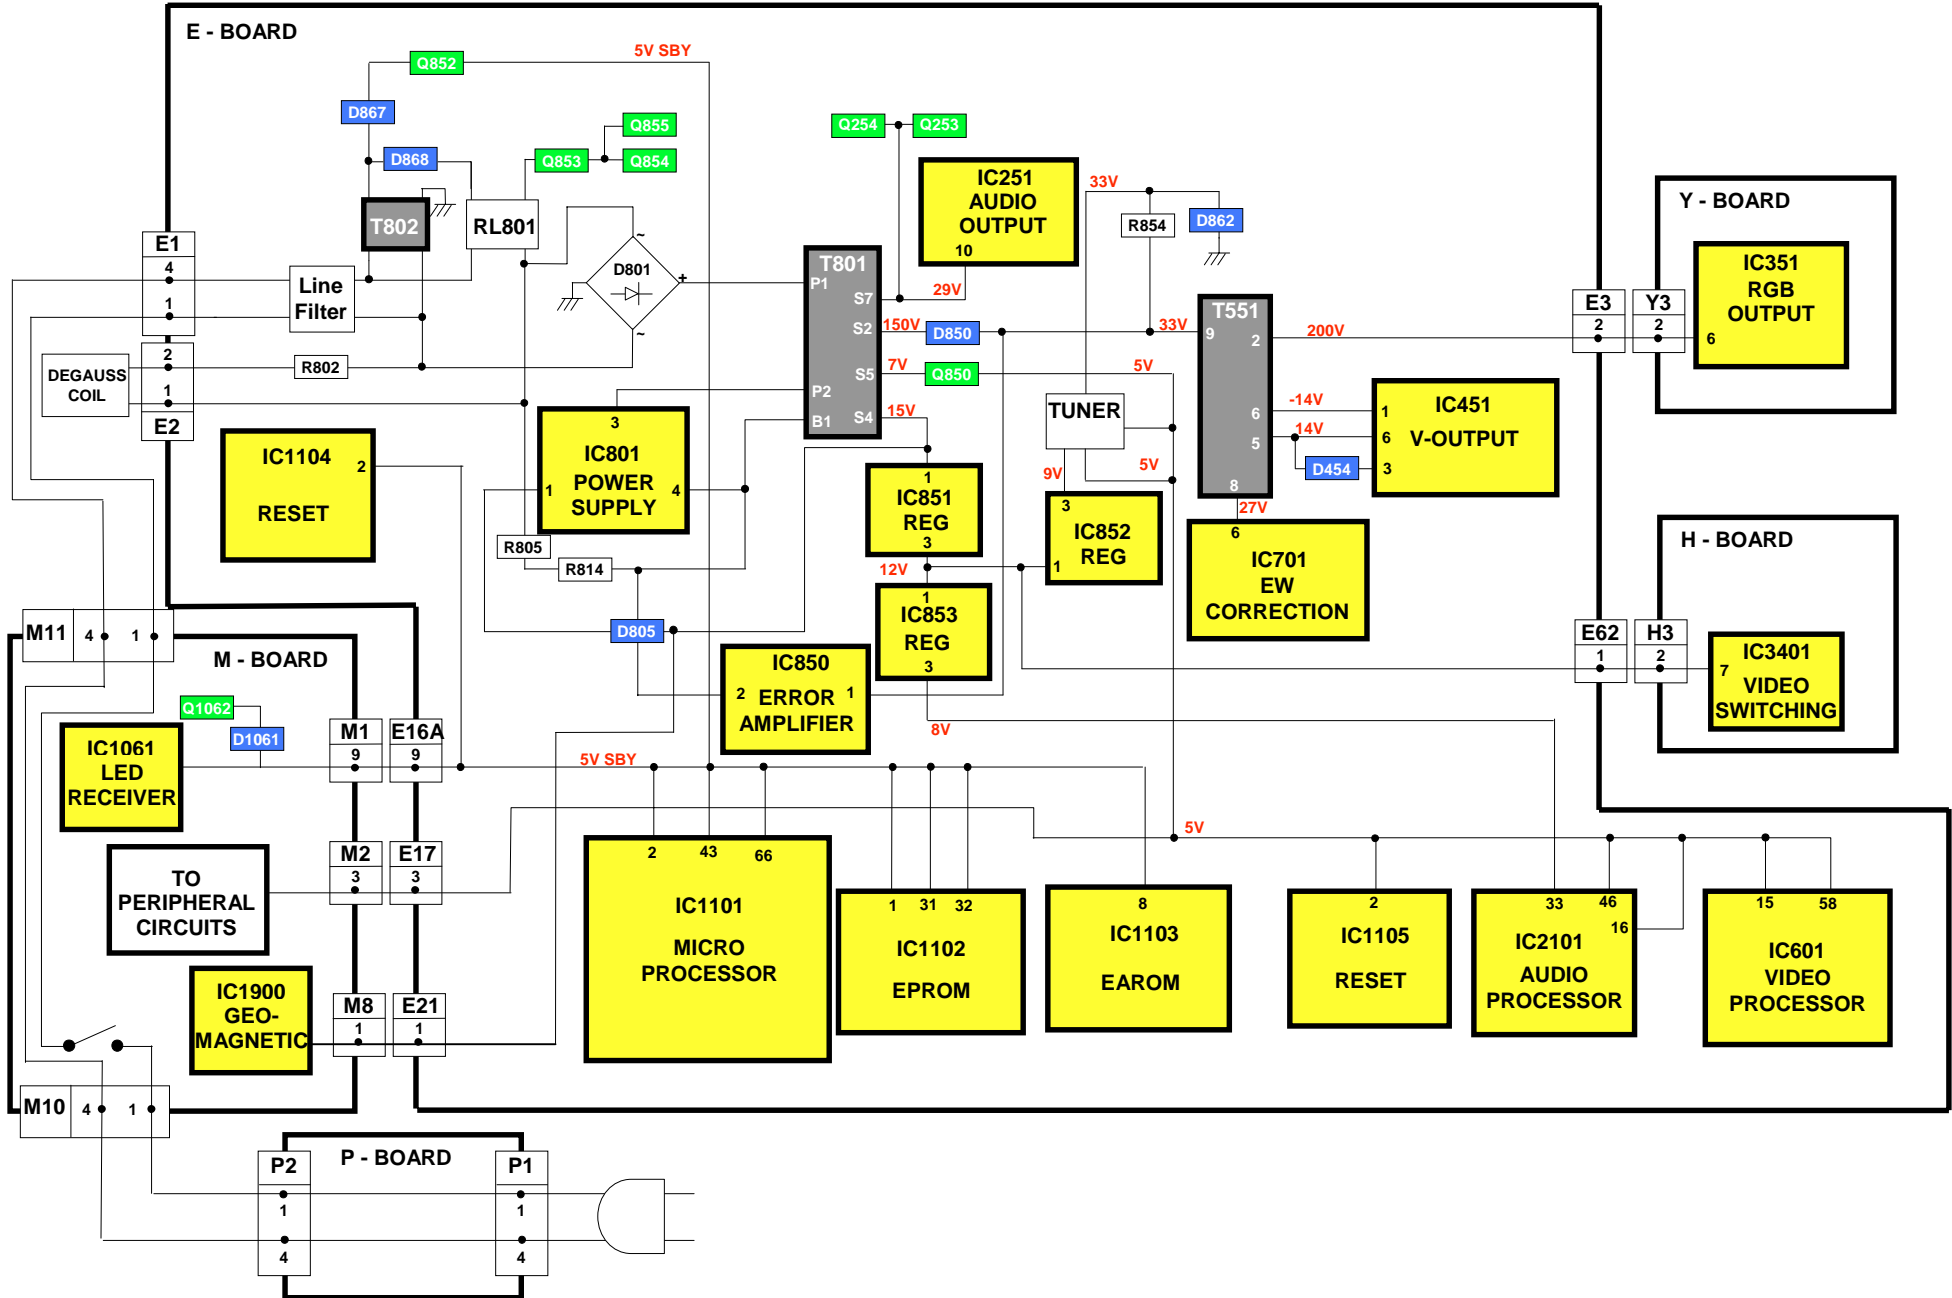 E - BOARD
5V SBY
Q852
D867
Q855
D868
Q853
Q854
Q254
Q253
T802
RL801
IC251
AUDIO
OUTPUT
10
33V
R854
D862
Y - BOARD
IC351
RGB
OUTPUT
6
E1
4
1
Line
Filter
D801
~
+
~
T801
P1
S7
S2
S5
P2
S4
B1
29V
150V
D850
7V
Q850
15V
33V
5V
T551
9
2
6
5
8
200V
E3
2
Y3
2
2
1
E2
DEGAUSS
COIL
R802
TUNER
-14V
14V
D454
1
6
3
IC451
V-OUTPUT
IC1104
2
RESET
3
IC801
POWER
SUPPLY
1
4
R805
R814
1
IC851
REG
3
9V
5V
3
IC852
REG
1
27V
6
IC701
EW
CORRECTION
12V
1
IC853
REG
3
D805
IC850
2
ERROR
1
AMPLIFIER
8V
H - BOARD
E62
1
H3
2
IC3401
7
VIDEO
SWITCHING
M11
4
1
M - BOARD
Q1062
D1061
IC1061
LED
RECEIVER
M1
9
E16A
9
5V SBY
5V
TO
PERIPHERAL
CIRCUITS
M2
3
E17
3
2
43
66
IC1101
MICRO
PROCESSOR
1
31
32
IC1102
EPROM
8
IC1103
EAROM
2
IC1105
RESET
33
46
16
IC2101
AUDIO
PROCESSOR
15
58
IC601
VIDEO
PROCESSOR
IC1900
GEO-
MAGNETIC
M8
1
E21
1
M10
4
1
P - BOARD
P2
1
4
P1
1
4